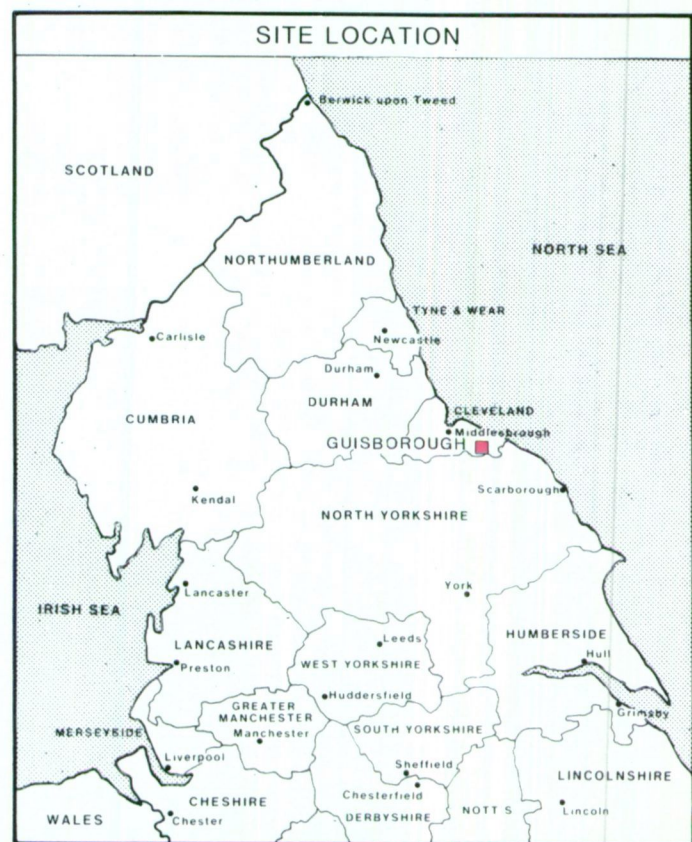 SITE LOCATION
Berwick upon Tweed
SCOTLAND
NORTH SEA
NORTHUMBERLAND
TYNE & WEAR
Carlisle
Newcastle
Durham
DURHAM
CLEVELAND
CUMBRIA
Middlesbrough
GUISBOROUGH
Kendal
Scarborough
NORTH YORKSHIRE
Lancaster
York
IRISH SEA
HUMBERSIDE
LANCASHIRE
Leeds
Hull
WEST YORKSHIRE
Preston
Huddersfield
GREATER
MANCHESTER
Grimsby
MERSEYSIDE
Manchester
SOUTH YORKSHIRE
Liverpool
Sheffield
LINCOLNSHIRE
Chesterfield
CHESHIRE
NOTT S
Lincoln
WALES
Chester
DERBYSHIRE